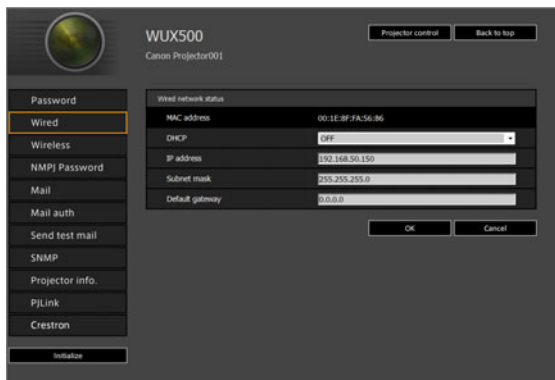 WUX500
Canon Projector001
Projector control
Back to top
Password
Wired
Wireless
NMPJ Password
Mail
Mail auth
Send test mail
SNMP
Projector info.
PJLink
Crestron
Initialize
Wired network status
MAC address 00:1E:8F:FA:56:86
DHCP OFF
IP address 192.168.50.150
Subnet mask 255.255.255.0
Default gateway 0.0.0.0
OK
Cancel